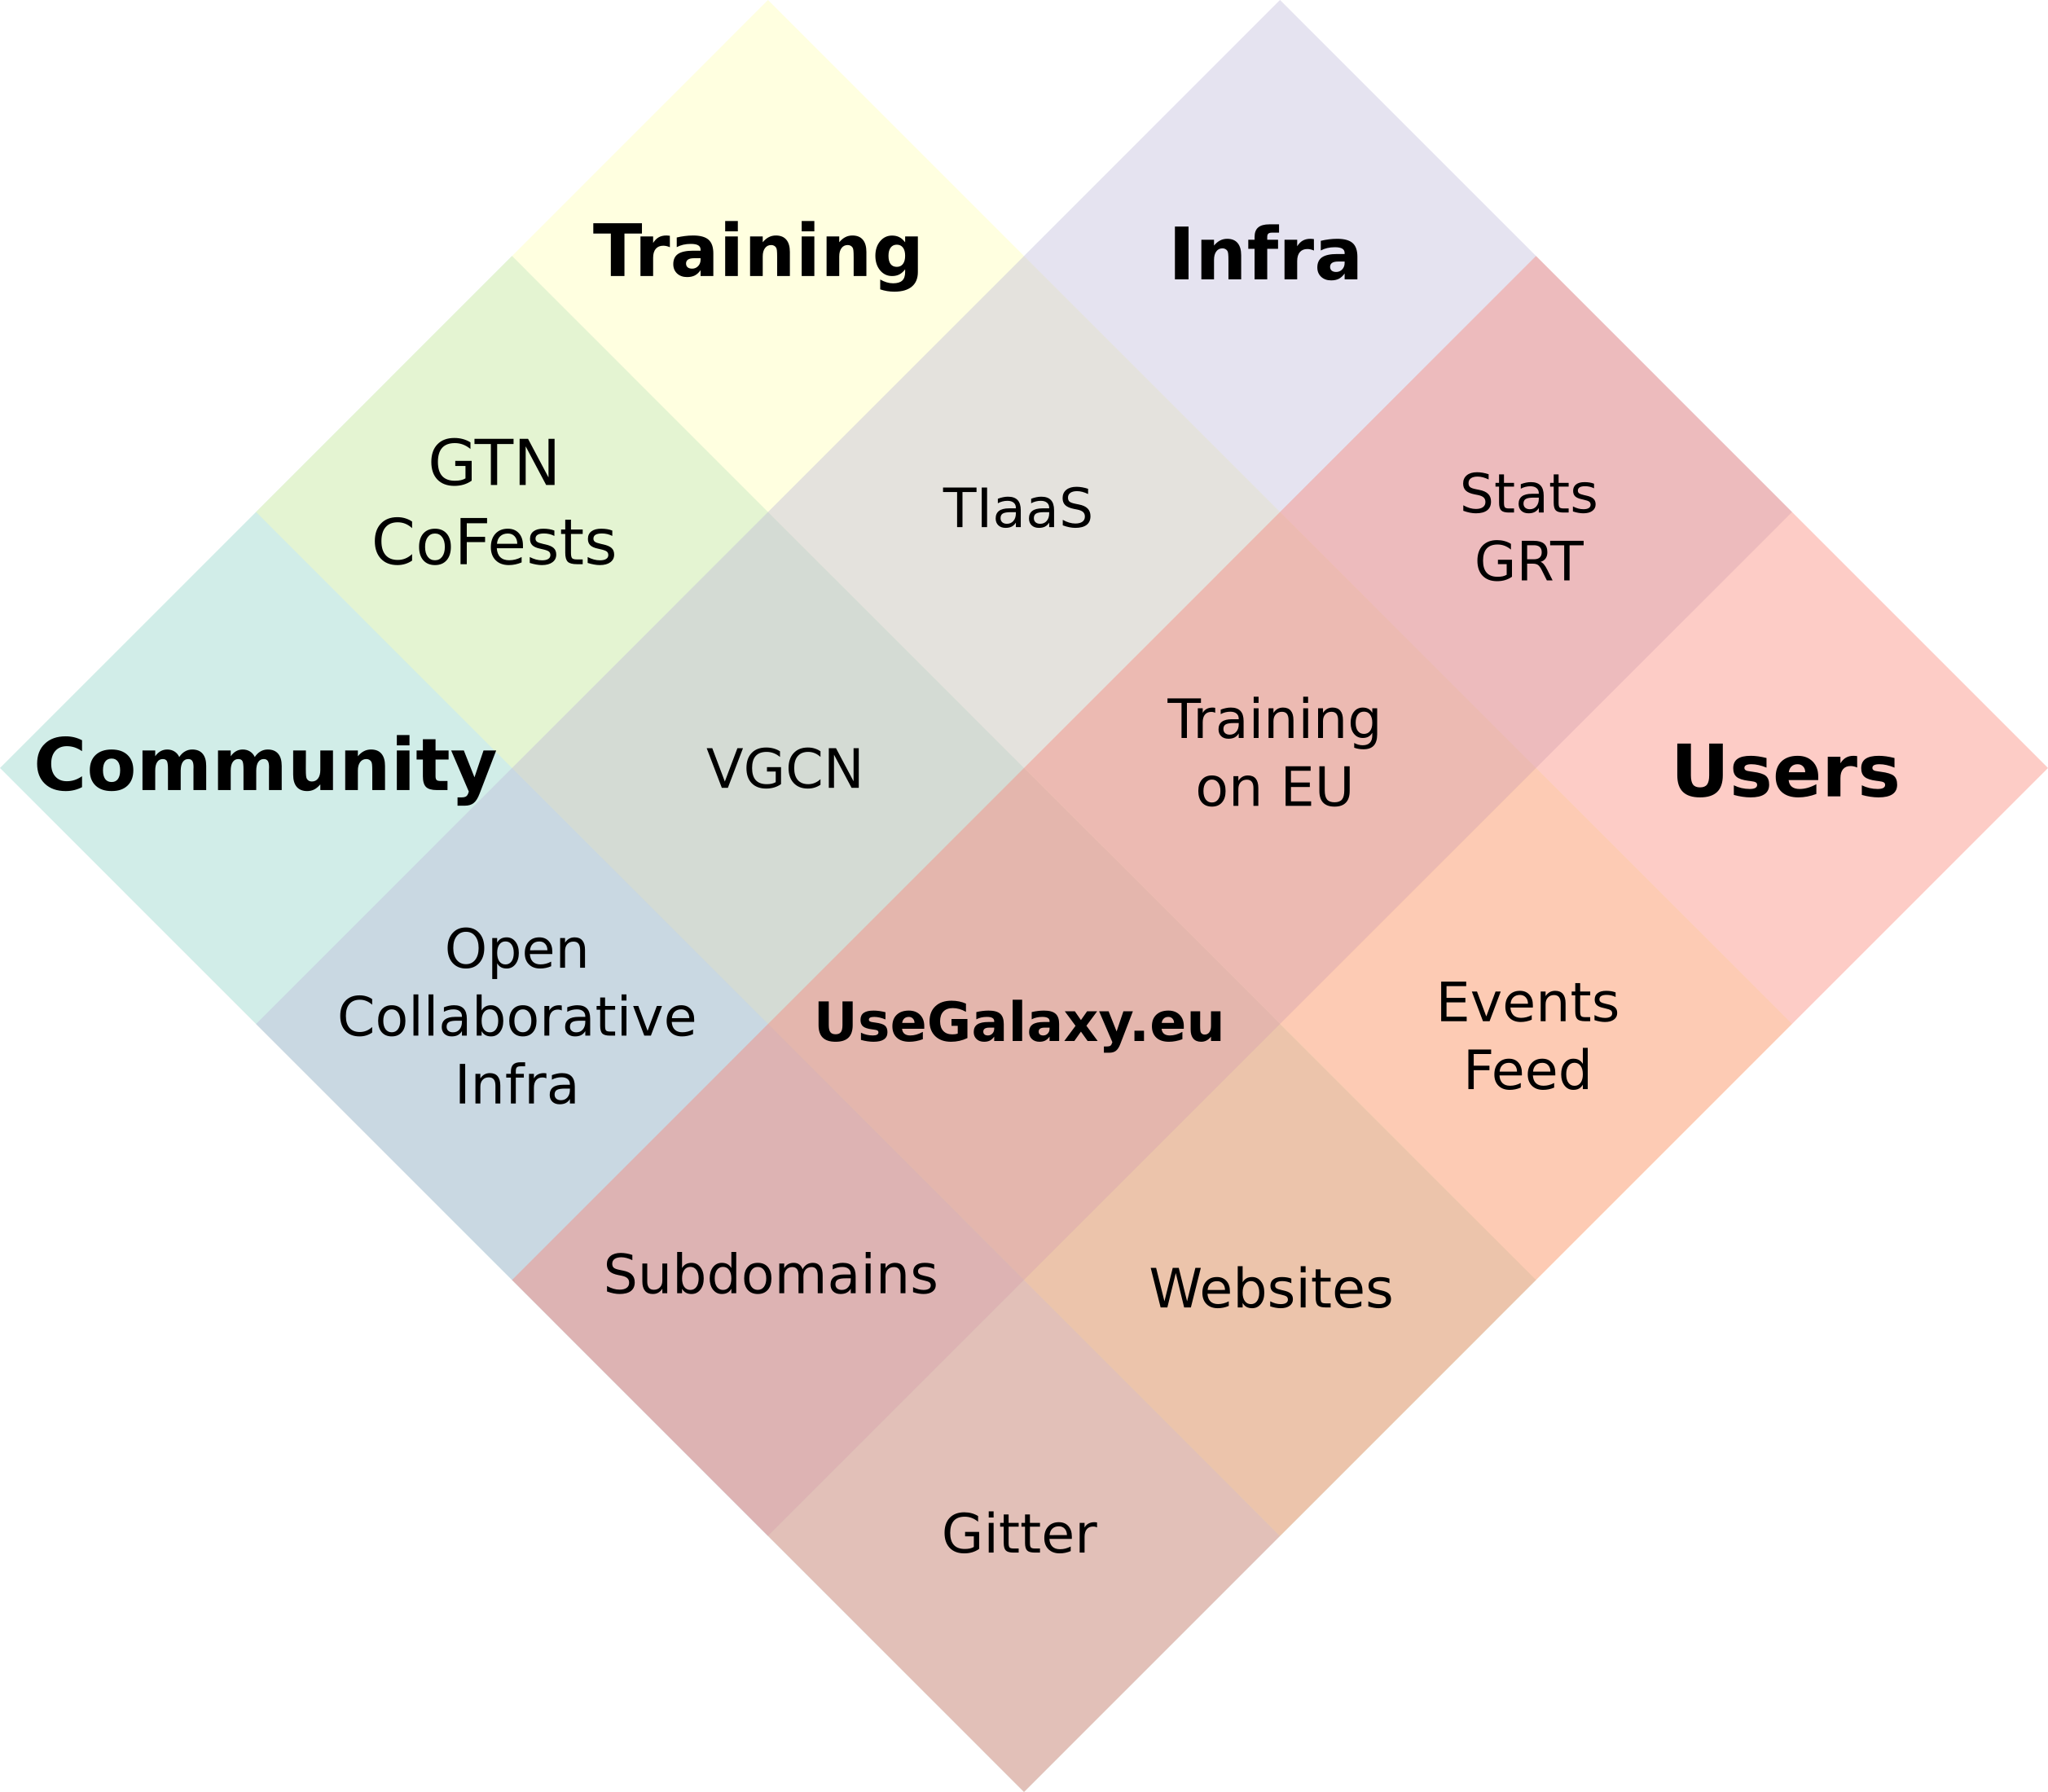 Training
Infra
GTN
CoFests
TIaaS
Stats
GRT
Community
VGCN
Training
on EU
Users
Open
Collaborative
Infra
UseGalaxy.eu
Events
Feed
Subdomains
Websites
Gitter